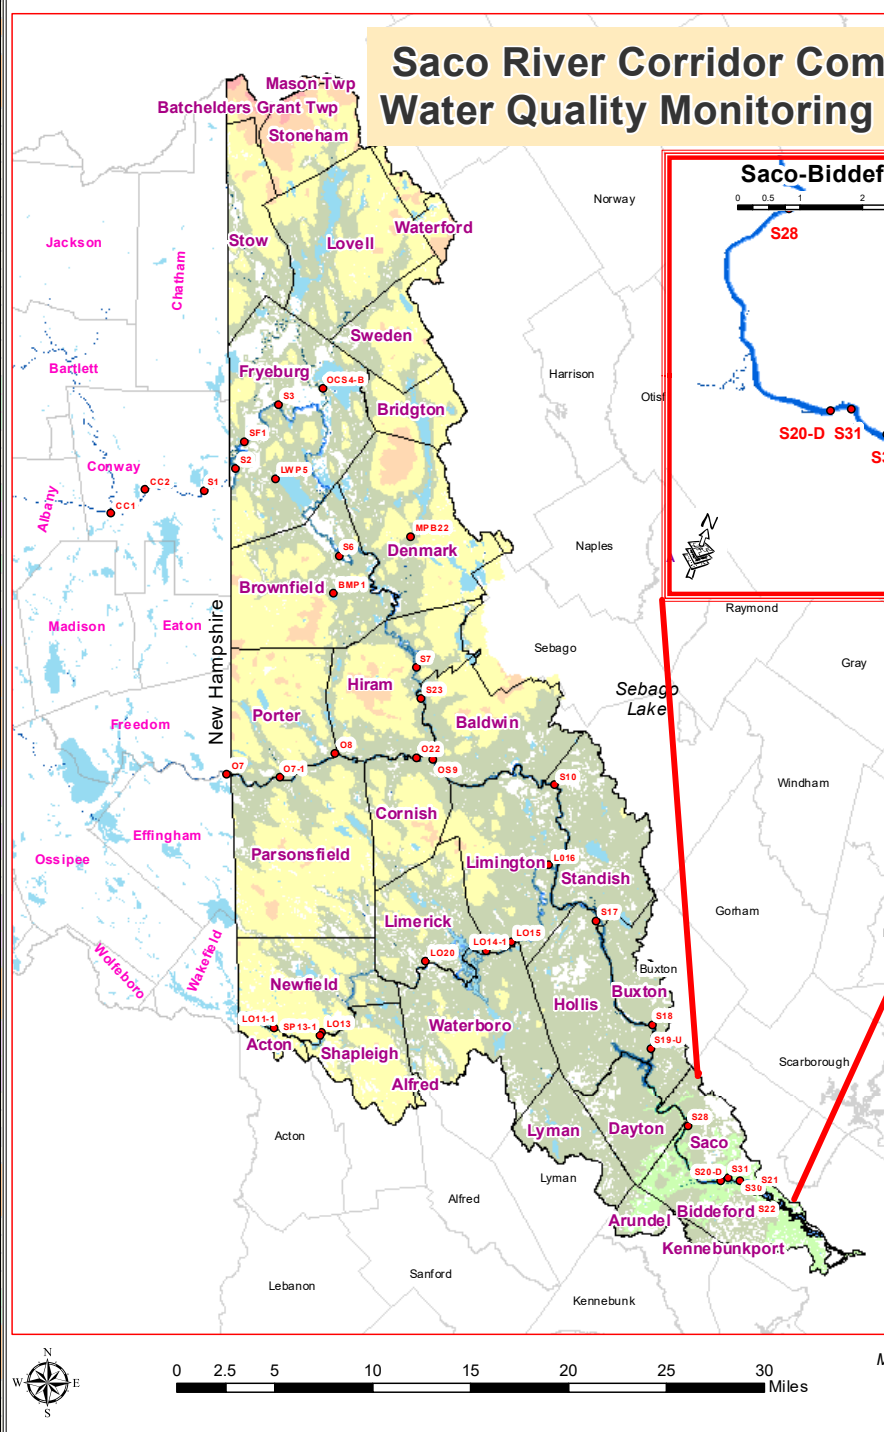 Saco River Corridor Com
Water Quality Monitoring
Mason Twp
Batchelders Grant Twp
Stoneham
Saco-Biddef
0 0.5 1 2
S28
S20-D S31
S3
N
Norway
Waterford
Jackson
Chatham
Stow
Lovell
Sweden
Bartlett
Fryeburg
Harrison
OCS4-B
S3
Otisf
Bridgton
SF1
Conway
S2
LWP5
CC2
S1
Albany
CC1
MPB22
Naples
S6
Denmark
A
Brownfield
BMP1
Raymond
Madison
Eaton
New Hampshire
Sebago
S7
Gray
Hiram
Sebago
Lake
S23
Porter
Baldwin
Freedom
O8
O22
O7
O7-1
OS9
S10
Windham
Cornish
Effingham
Parsonsfield
Ossipee
Limington
L016
Standish
Limerick
S17
Gorham
LO15
LO14-1
Wolfeboro
Wakefield
LO20
Buxton
Newfield
Buxton
Hollis
LO11-1
SP13-1
LO13
Waterboro
S18
Acton
Shapleigh
S19-U
Scarborough
Alfred
S28
Acton
Lyman
Dayton
Saco
S20-D
S31
S21
Lyman
S30
Alfred
S22
Biddeford
Arundel
Kennebunkport
Sanford
Lebanon
Kennebunk
N
W
E
S
0 2.5 5 10 15 20 25 30
Miles